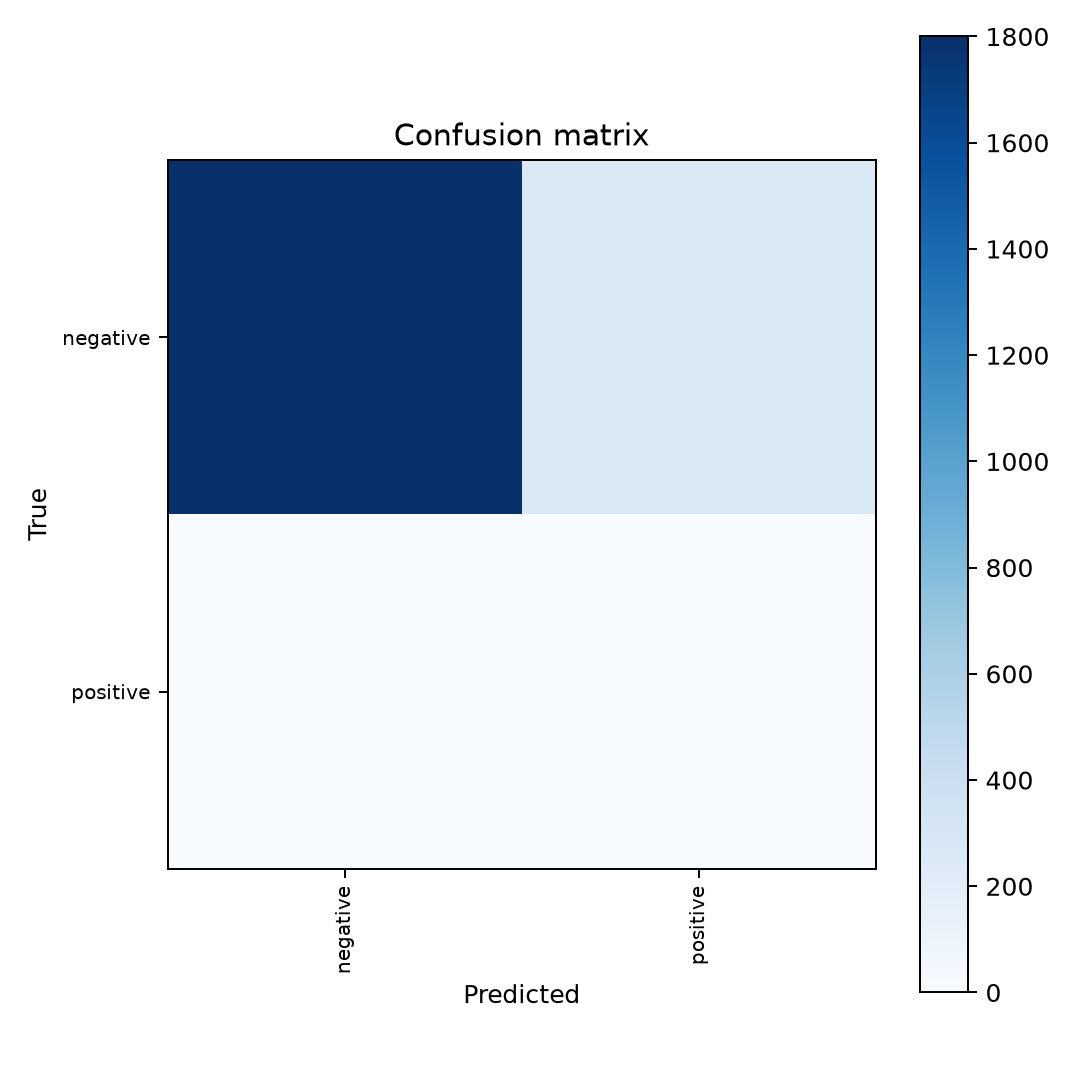 Confusion matrix
True
negative
positive
negative
positive
Predicted
1800
1600
1400
1200
1000
800
600
400
200
0